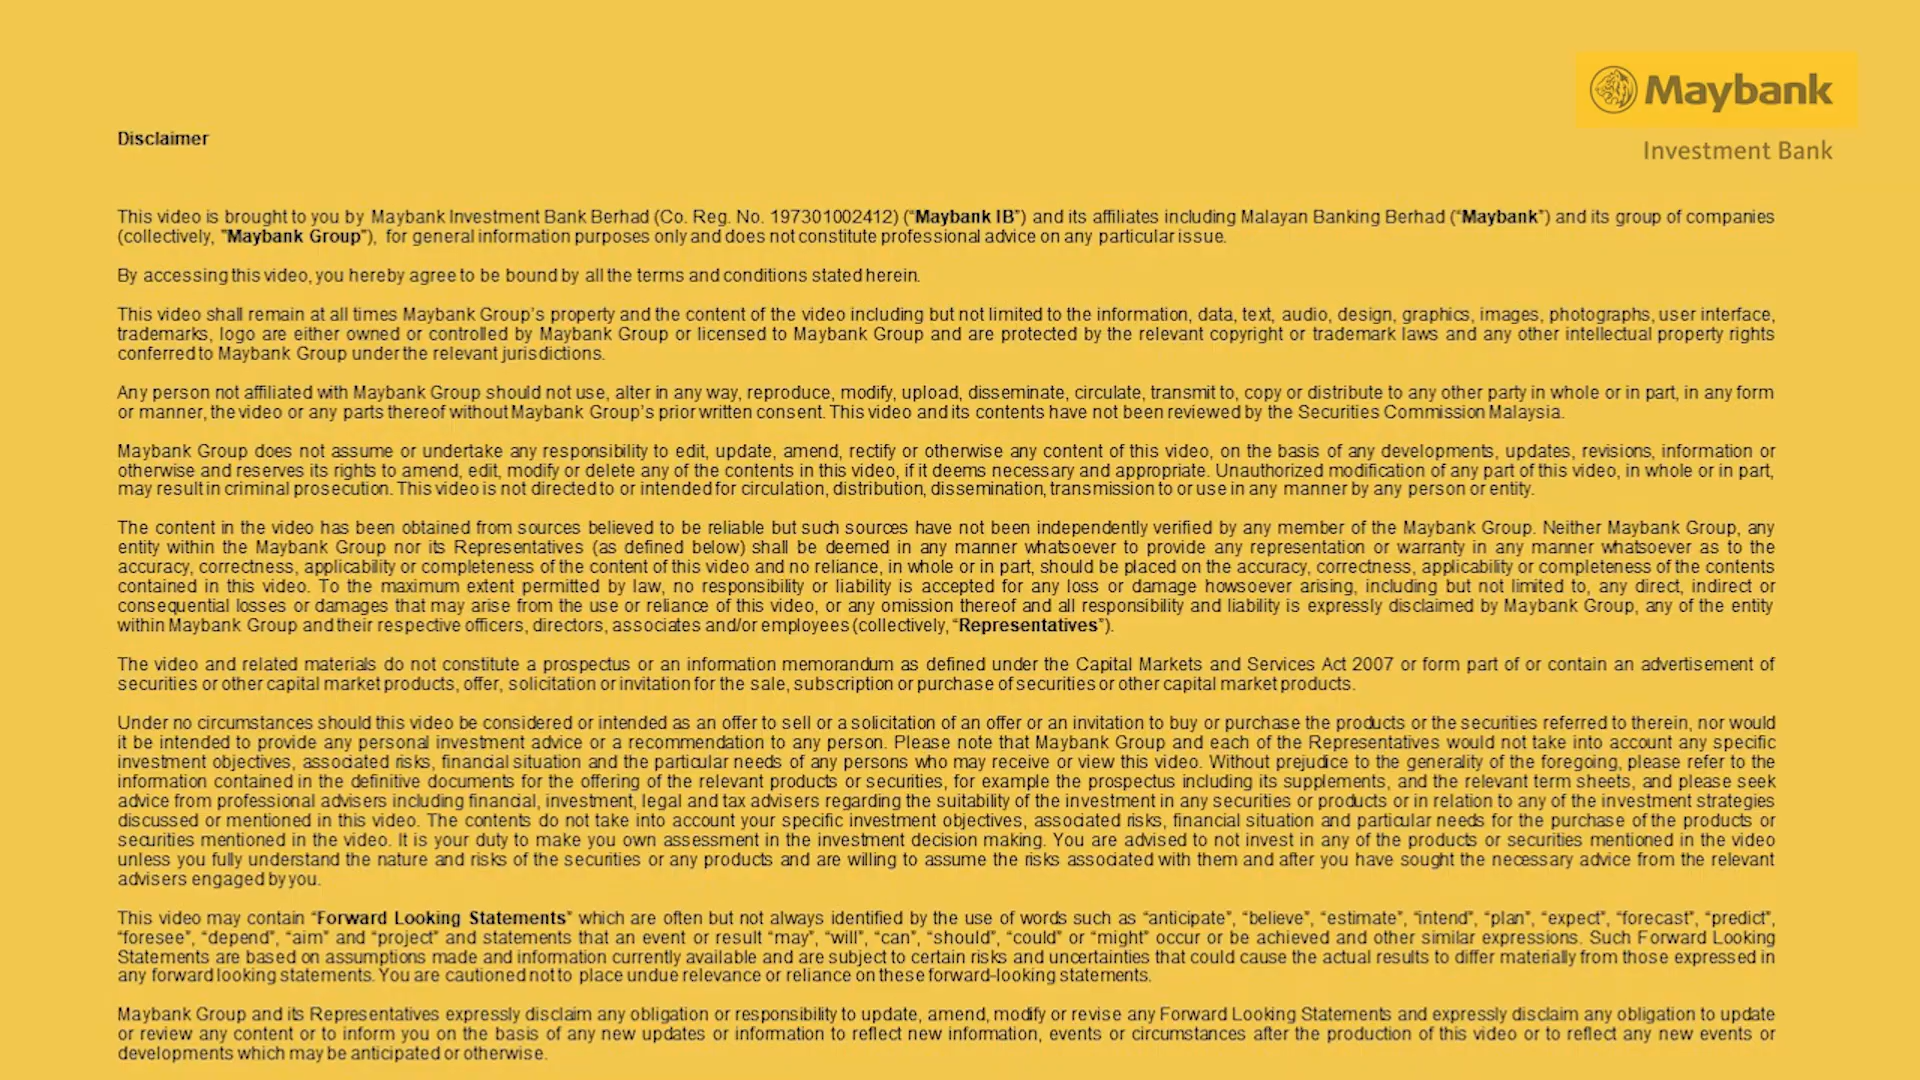 Maybank
Investment Bank
Disclaimer
This video is brought to you by Maybank Investment Bank Berhad (Co. Reg. No. 197301002412) (“Maybank IB”) and its affiliates including Malayan Banking Berhad (“Maybank”) and its group of companies
(collectively, "Maybank Group”), for general information purposes only and does not constitute professional advice on any particular issue.
By accessing this video, you hereby agree to be bound by all the terms and conditions stated herein.
This video shall remain at all times Maybank Group’s property and the content of the video including but not limited to the information, data, text, audio, design, graphics, images, photographs, user interface,
trademarks, logo are either owned or controlled by Maybank Group or licensed to Maybank Group and are protected by the relevant copyright or trademark laws and any other intellectual property rights
conferred to Maybank Group under the relevant jurisdictions.
Any person not affiliated with Maybank Group should not use, alter in any way, reproduce, modify, upload, disseminate, circulate, transmit to, copy or distribute to any other party in whole or in part, in any form
or manner, the video or any parts thereof without Maybank Group’s prior written consent. This video and its contents have not been reviewed by the Securities Commission Malaysia.
Maybank Group does not assume or undertake any responsibility to edit, update, amend, rectify or otherwise any content of this video, on the basis of any developments, updates, revisions, information or
otherwise and reserves its rights to amend, edit, modify or delete any of the contents in this video, if it deems necessary and appropriate. Unauthorized modification of any part of this video, in whole or in part,
may result in criminal prosecution. This video is not directed to or intended for circulation, distribution, dissemination, transmission to or use in any manner by any person or entity.
The content in the video has been obtained from sources believed to be reliable but such sources have not been independently verified by any member of the Maybank Group. Neither Maybank Group, any
entity within the Maybank Group nor its Representatives (as defined below) shall be deemed in any manner whatsoever to provide any representation or warranty in any manner whatsoever as to the
accuracy, correctness, applicability or completeness of the content of this video and no reliance, in whole or in part, should be placed on the accuracy, correctness, applicability or completeness of the contents
contained in this video. To the maximum extent permitted by law, no responsibility or liability is accepted for any loss or damage howsoever arising, including but not limited to, any direct, indirect or
consequential losses or damages that may arise from the use or reliance of this video, or any omission thereof and all responsibility and liability is expressly disclaimed by Maybank Group, any of the entity
within Maybank Group and their respective officers, directors, associates and/or employees (collectively, “Representatives”).
The video and related materials do not constitute a prospectus or an information memorandum as defined under the Capital Markets and Services Act 2007 or form part of or contain an advertisement of
securities or other capital market products, offer, solicitation or invitation for the sale, subscription or purchase of securities or other capital market products.
Under no circumstances should this video be considered or intended as an offer to sell or a solicitation of an offer or an invitation to buy or purchase the products or the securities referred to therein, nor would
it be intended to provide any personal investment advice or a recommendation to any person. Please note that Maybank Group and each of the Representatives would not take into account any specific
investment objectives, associated risks, financial situation and the particular needs of any persons who may receive or view this video. Without prejudice to the generality of the foregoing, please refer to the
information contained in the definitive documents for the offering of the relevant products or securities, for example the prospectus including its supplements, and the relevant term sheets, and please seek
advice from professional advisers including financial, investment, legal and tax advisers regarding the suitability of the investment in any securities or products or in relation to any of the investment strategies
discussed or mentioned in this video. The contents do not take into account your specific investment objectives, associated risks, financial situation and particular needs for the purchase of the products or
securities mentioned in the video. It is your duty to make you own assessment in the investment decision making. You are advised to not invest in any of the products or securities mentioned in the video
unless you fully understand the nature and risks of the securities or any products and are willing to assume the risks associated with them and after you have sought the necessary advice from the relevant
advisers engaged by you.
This video may contain “Forward Looking Statements” which are often but not always identified by the use of words such as “anticipate”, “believe”, “estimate”, “intend”, “plan”, “expect”, “forecast”, “predict”,
“foresee”, “depend”, “aim” and “project” and statements that an event or result “may”, “will”, “can”, “should”, “could” or “might” occur or be achieved and other similar expressions. Such Forward Looking
Statements are based on assumptions made and information currently available and are subject to certain risks and uncertainties that could cause the actual results to differ materially from those expressed in
any forward looking statements. You are cautioned not to place undue relevance or reliance on these forward-looking statements.
Maybank Group and its Representatives expressly disclaim any obligation or responsibility to update, amend, modify or revise any Forward Looking Statements and expressly disclaim any obligation to update
or review any content or to inform you on the basis of any new updates or information to reflect new information, events or circumstances after the production of this video or to reflect any new events or
developments which may be anticipated or otherwise.